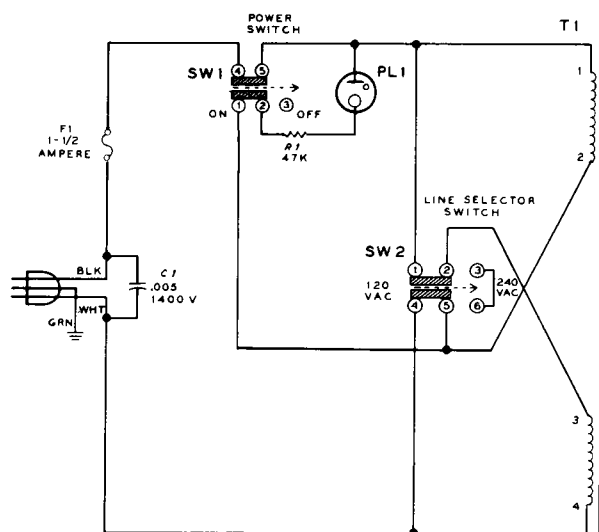 POWER
SWITCH
T1
SW1
4
5
PL1
1
ON
1
2
3
OFF
R1
47K
F1
1-1/2
AMPERE
2
LINE SELECTOR
SWITCH
SW2
1
2
3
120
VAC
240
VAC
4
5
6
BLK
C1
.005
1400 V
WHT
GRN
3
4